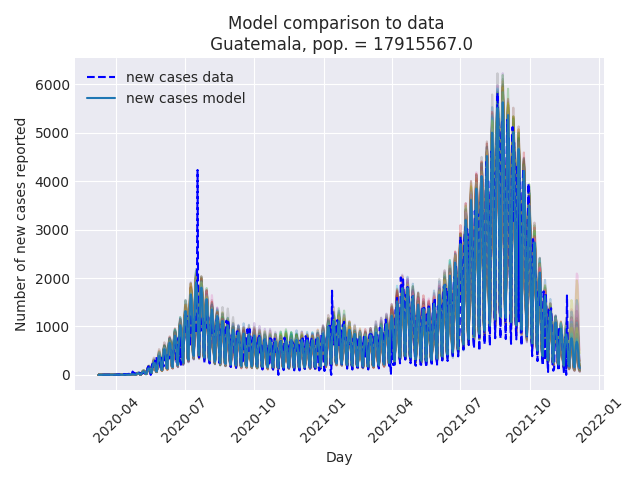 Model comparison to data
Guatemala, pop. = 17915567.0
new cases data
new cases model
Number of new cases reported
6000
5000
4000
3000
2000
1000
0
2020-04
2020-07
2020-10
2021-01
2021-04
2021-07
2021-10
2022-01
Day